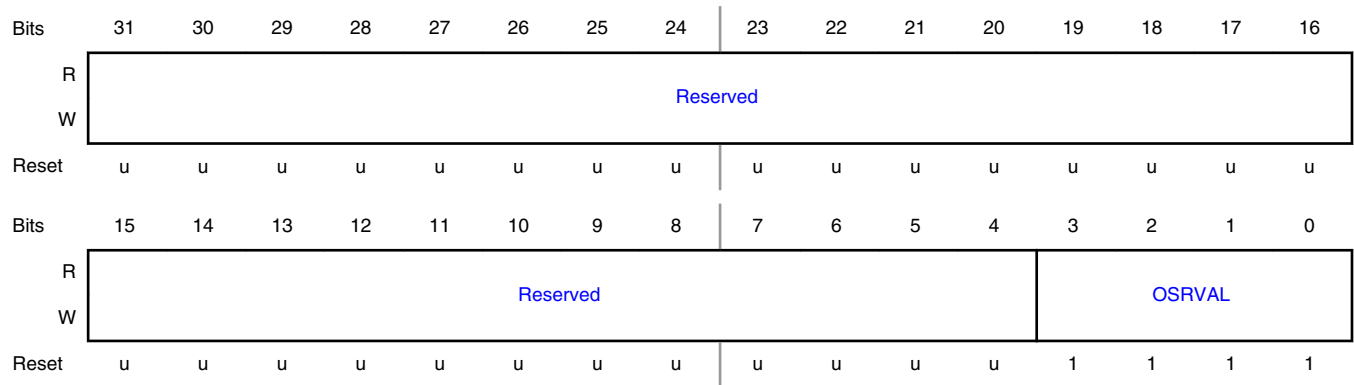 Bits 31 30 29 28 27 26 25 24 23 22 21 20 19 18 17 16
R
Reserved
W
Reset u u u u u u u u u u u u u u u u
Bits 15 14 13 12 11 10 9 8 7 6 5 4 3 2 1 0
R
Reserved OSRVAL
W
Reset u u u u u u u u u u u u 1 1 1 1